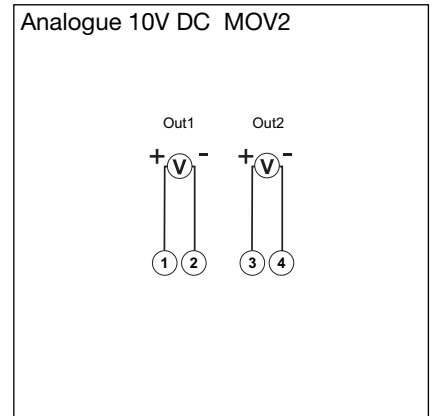 Analogue 10V DC MOV2
Out1 Out2
+ V - + V -
1 2 3 4